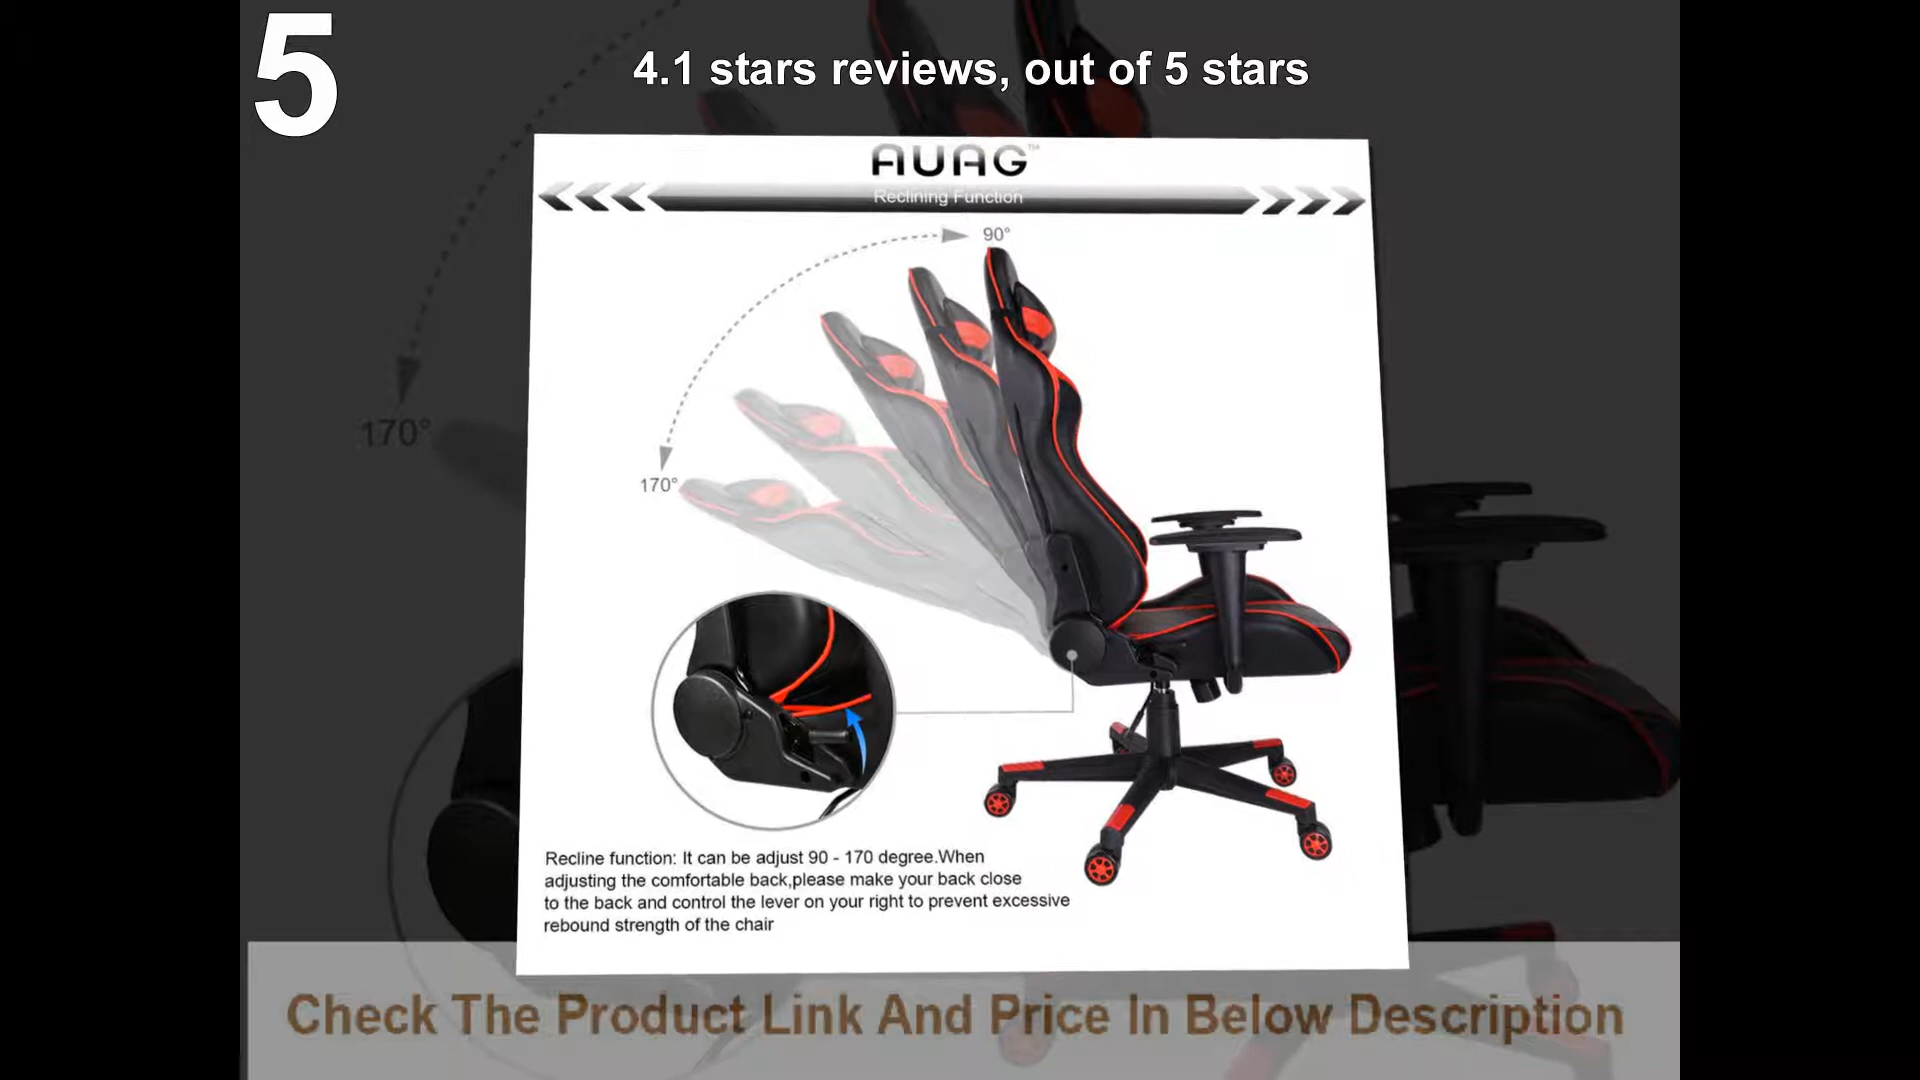 5
4.1 stars reviews, out of 5 stars
AUAG™
Reclining Function
90°
170°
170°
Recline function: It can be adjust 90 - 170 degree.When
adjusting the comfortable back,please make your back close
to the back and control the lever on your right to prevent excessive
rebound strength of the chair
Check The Product Link And Price In Below Description